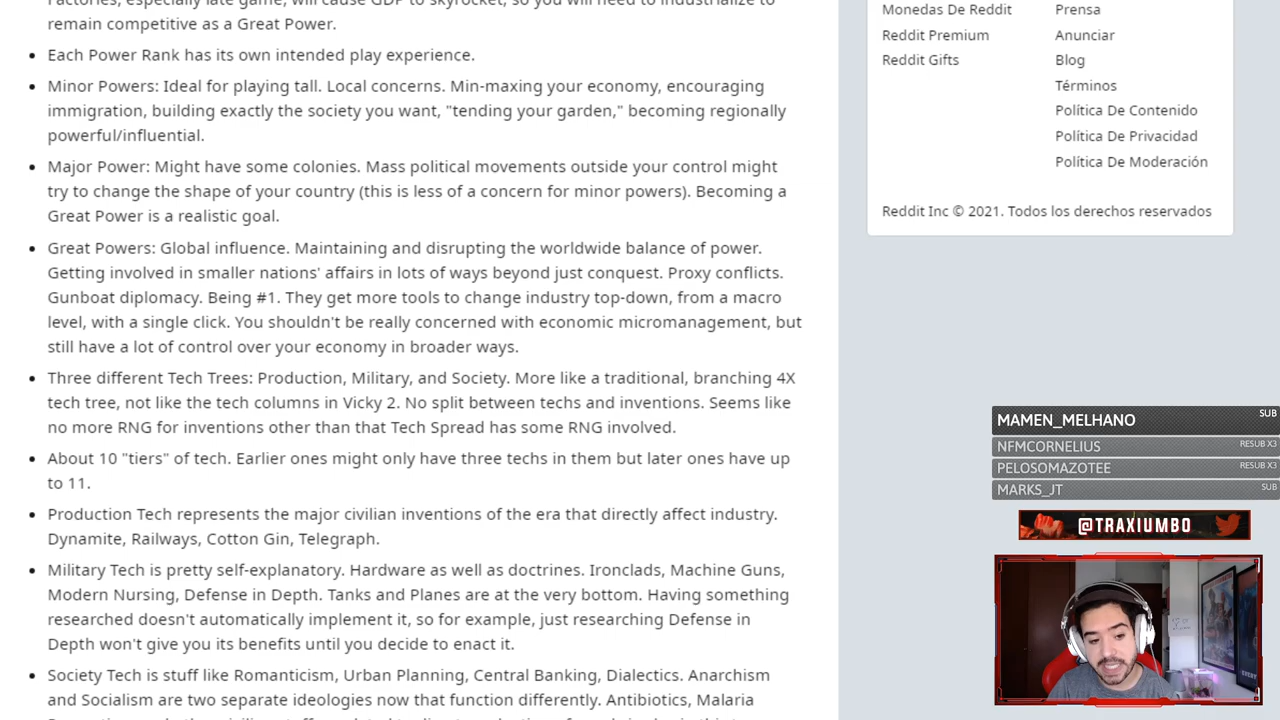 remain competitive as a Great Power.
Each Power Rank has its own intended play experience.
Minor Powers: Ideal for playing tall. Local concerns. Min-maxing your economy, encouraging
immigration, building exactly the society you want, "tending your garden," becoming regionally
powerful/influential.
Major Power: Might have some colonies. Mass political movements outside your control might
try to change the shape of your country (this is less of a concern for minor powers). Becoming a
Great Power is a realistic goal.
Great Powers: Global influence. Maintaining and disrupting the worldwide balance of power.
Getting involved in smaller nations' affairs in lots of ways beyond just conquest. Proxy conflicts.
Gunboat diplomacy. Being #1. They get more tools to change industry top-down, from a macro
level, with a single click. You shouldn't be really concerned with economic micromanagement, but
still have a lot of control over your economy in broader ways.
Three different Tech Trees: Production, Military, and Society. More like a traditional, branching 4X
tech tree, not like the tech columns in Vicky 2. No split between techs and inventions. Seems like
no more RNG for inventions other than that Tech Spread has some RNG involved.
About 10 "tiers" of tech. Earlier ones might only have three techs in them but later ones have up
to 11.
Production Tech represents the major civilian inventions of the era that directly affect industry.
Dynamite, Railways, Cotton Gin, Telegraph.
Military Tech is pretty self-explanatory. Hardware as well as doctrines. Ironclads, Machine Guns,
Modern Nursing, Defense in Depth. Tanks and Planes are at the very bottom. Having something
researched doesn't automatically implement it, so for example, just researching Defense in
Depth won't give you its benefits until you decide to enact it.
Society Tech is stuff like Romanticism, Urban Planning, Central Banking, Dialectics. Anarchism
and Socialism are two separate ideologies now that function differently. Antibiotics, Malaria
Monedas De Reddit
Reddit Premium
Reddit Gifts
Prensa
Anunciar
Blog
Términos
Política De Contenido
Política De Privacidad
Política De Moderación
Reddit Inc © 2021. Todos los derechos reservados
MAMEN_MELHANO SUB
NFMCORNELIUS RESUB X3
PELOSOMAZOTEE RESUB X3
MARKS_JT SUB
@TRAXIUMBO